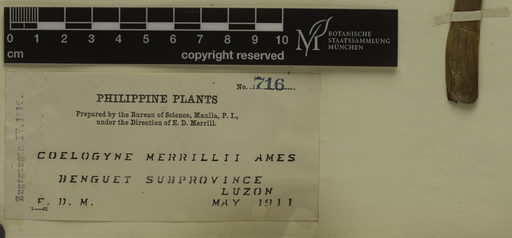 0 1 2 3 4 5 6 7 8 9 10
cm
copyright reserved
M
BOTANISCHE
STAATSSAMMLUNG
MÜNCHEN
No. 716
PHILIPPINE PLANTS
Prepared by the Bureau of Science, Manila, P. I.,
under the Direction of E. D. Merrill.
COELOGYNE MERRILLII AMES
BENGUET SUBPROVINCE
LUZON
E. D. M. MAY 1911